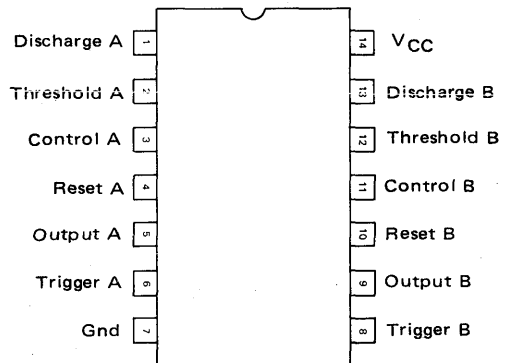 Discharge A 1 14 VCC
Threshold A 2 13 Discharge B
Control A 3 12 Threshold B
Reset A 4 11 Control B
Output A 5 10 Reset B
Trigger A 6 9 Output B
Gnd 7 8 Trigger B